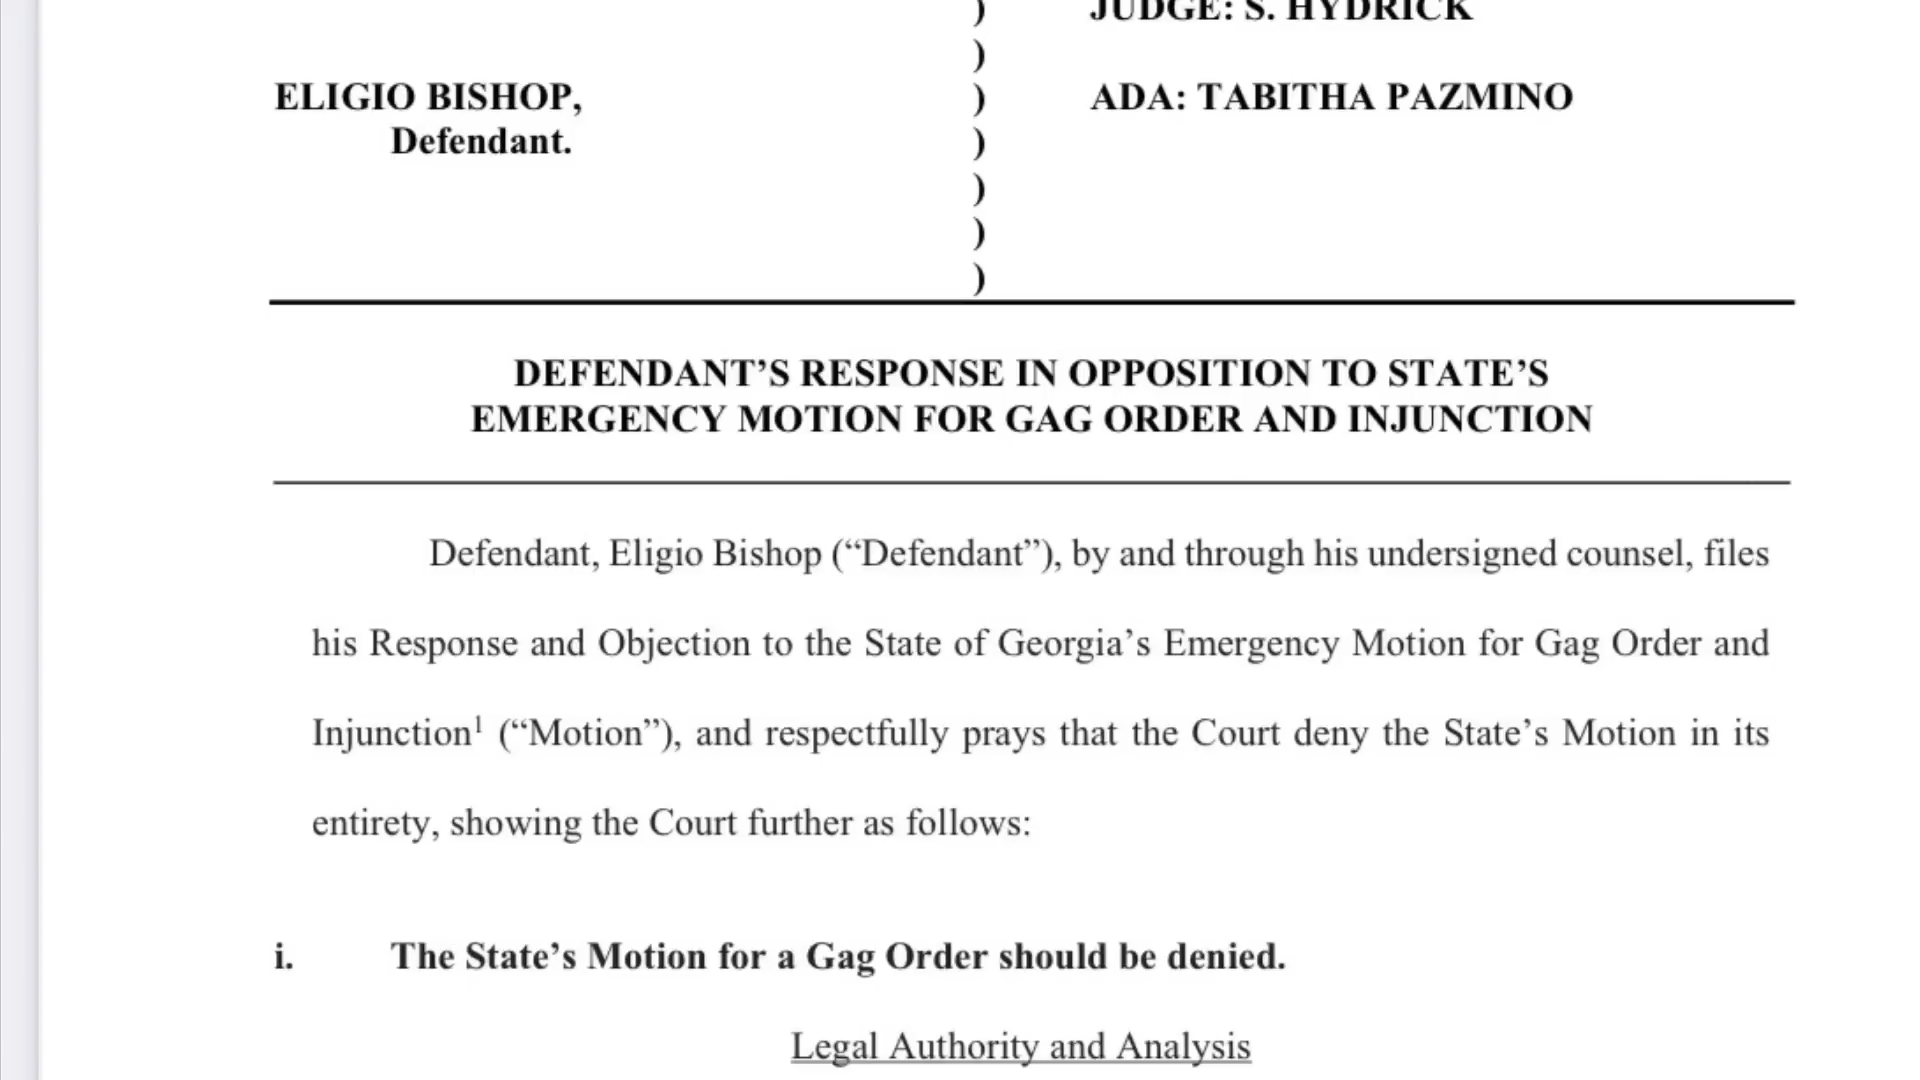 ) JUDGE: S. HYDRICK
)
ELIGIO BISHOP, ) ADA: TABITHA PAZMINO
Defendant. )
)
)
)
DEFENDANT’S RESPONSE IN OPPOSITION TO STATE’S
EMERGENCY MOTION FOR GAG ORDER AND INJUNCTION
Defendant, Eligio Bishop (“Defendant”), by and through his undersigned counsel, files
his Response and Objection to the State of Georgia’s Emergency Motion for Gag Order and
Injunction¹ (“Motion”), and respectfully prays that the Court deny the State’s Motion in its
entirety, showing the Court further as follows:
i. The State’s Motion for a Gag Order should be denied.
Legal Authority and Analysis